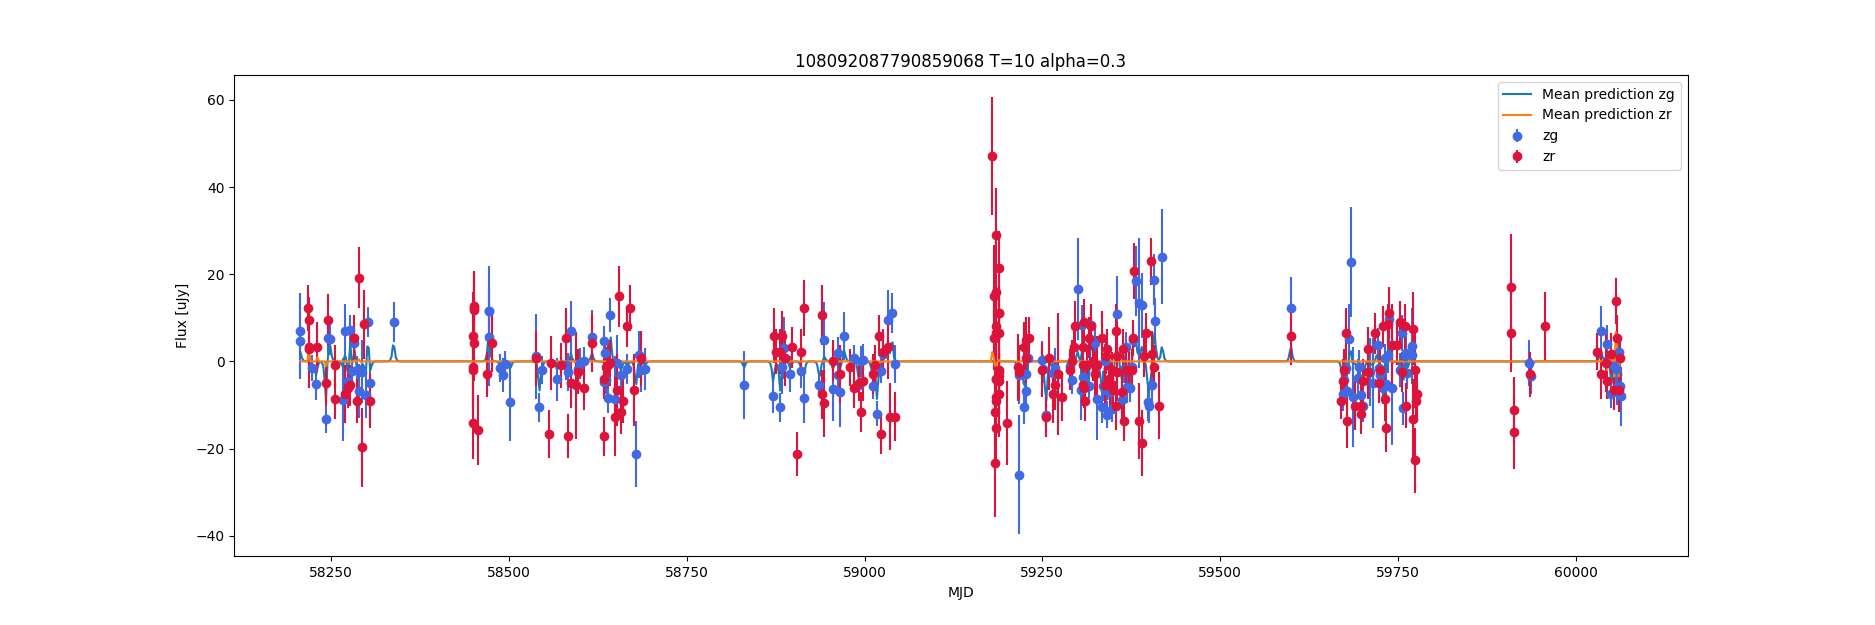 108092087790859068 T=10 alpha=0.3
Mean prediction zg
Mean prediction zr
zg
zr
60
40
20
0
−20
−40
Flux [uJy]
58250
58500
58750
59000
59250
59500
59750
60000
MJD